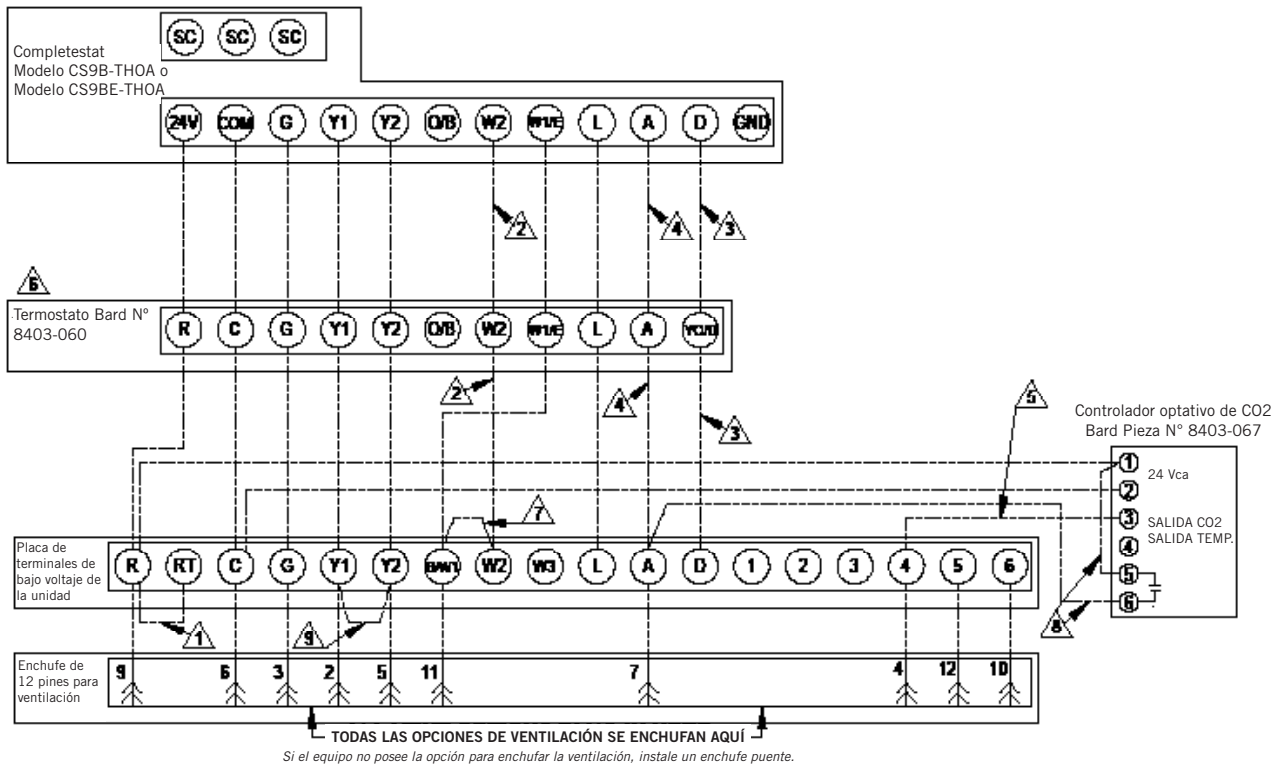 SC SC SC
Completestat
Modelo CS9B-THOA o
Modelo CS9BE-THOA
24V COM G Y1 Y2 O/B W2 W1/E L A D GND
2 4 3
6
Termostato Bard N°
8403-060
R C G Y1 Y2 O/B W2 W1/E L A YO/D
2 4 3 5
Controlador optativo de CO2
Bard Pieza N° 8403-067
1 24 Vca
2
3 SALIDA CO2
SALIDA TEMP.
4
5
6
7
8
Placa de
terminales de
bajo voltaje de
la unidad
R RT C G Y1 Y2 B/W1 W2 W3 L A D 1 2 3 4 5 6
1 9
Enchufe de
12 pines para
ventilación
9 6 3 2 5 11 7 4 12 10
TODAS LAS OPCIONES DE VENTILACIÓN SE ENCHUFAN AQUÍ
Si el equipo no posee la opción para enchufar la ventilación, instale un enchufe puente.